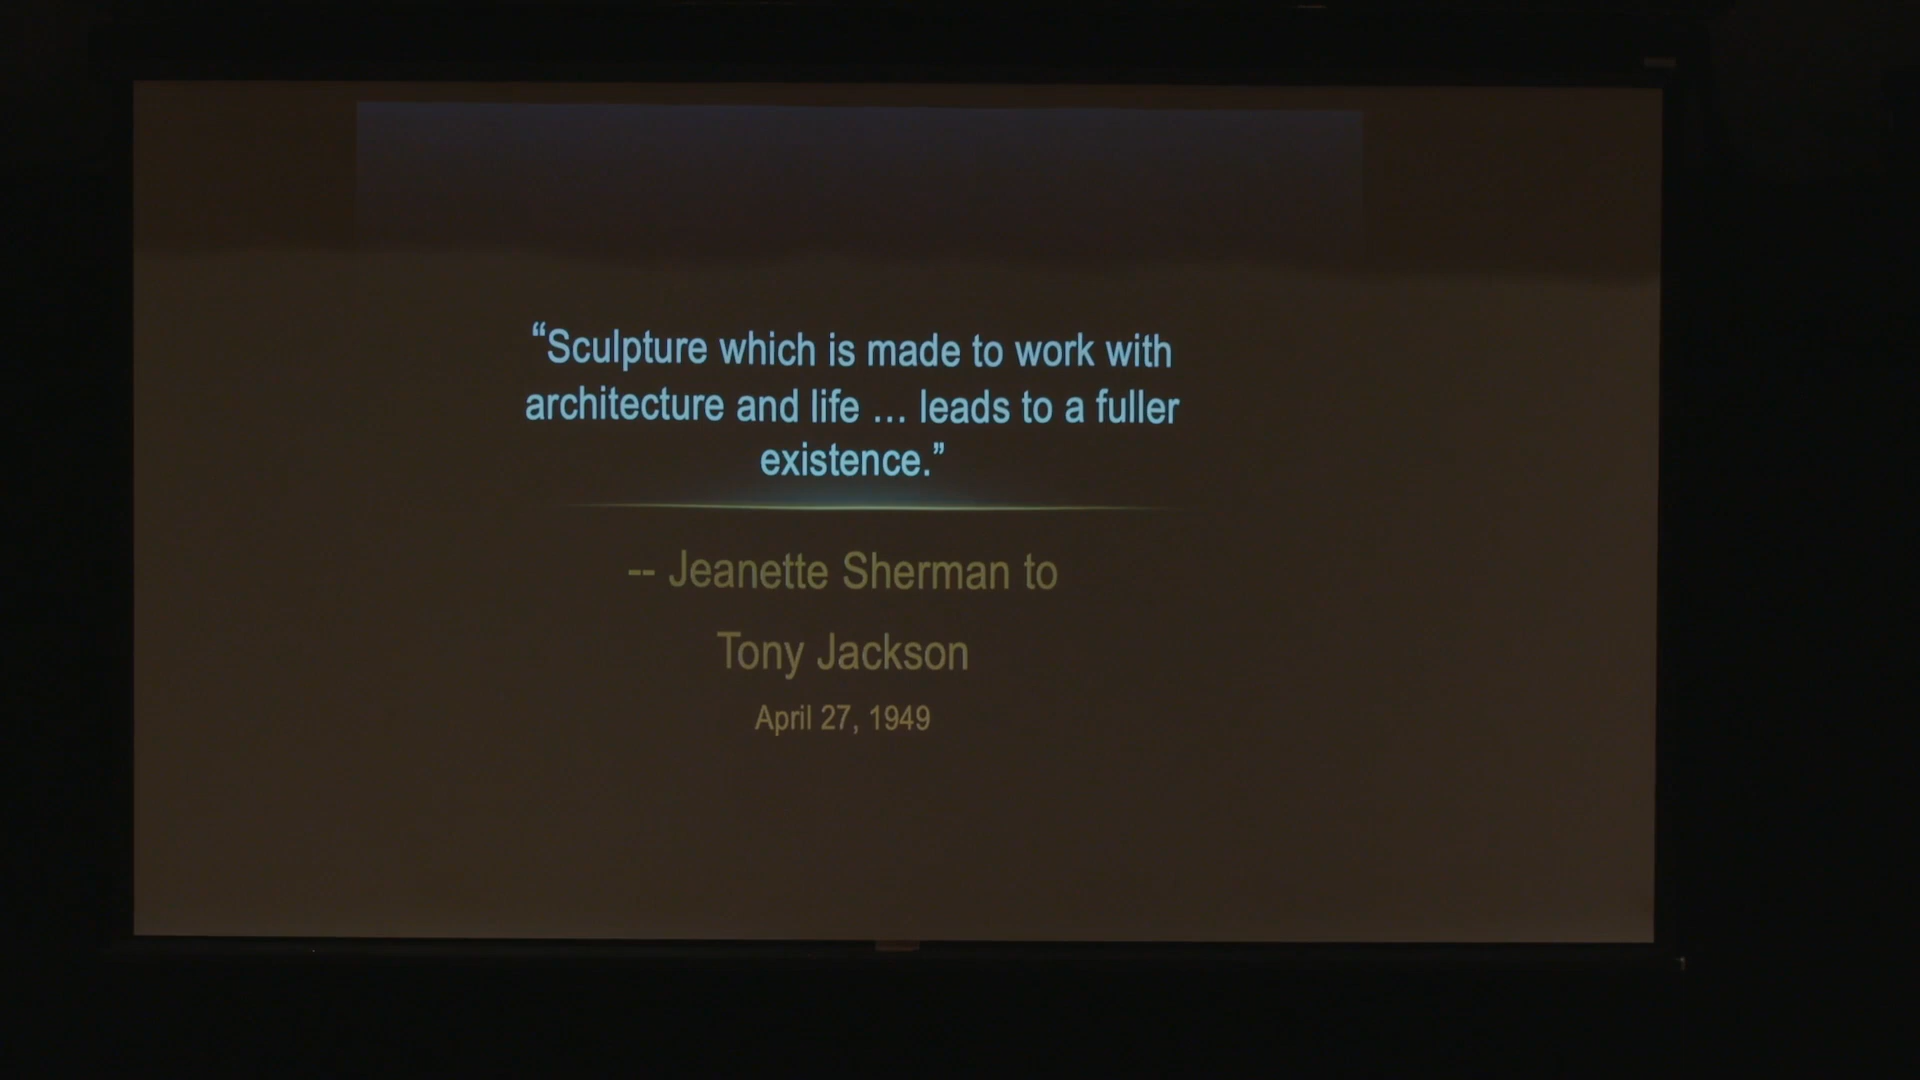 “Sculpture which is made to work with
architecture and life ... leads to a fuller
existence.”
-- Jeanette Sherman to
Tony Jackson
April 27, 1949